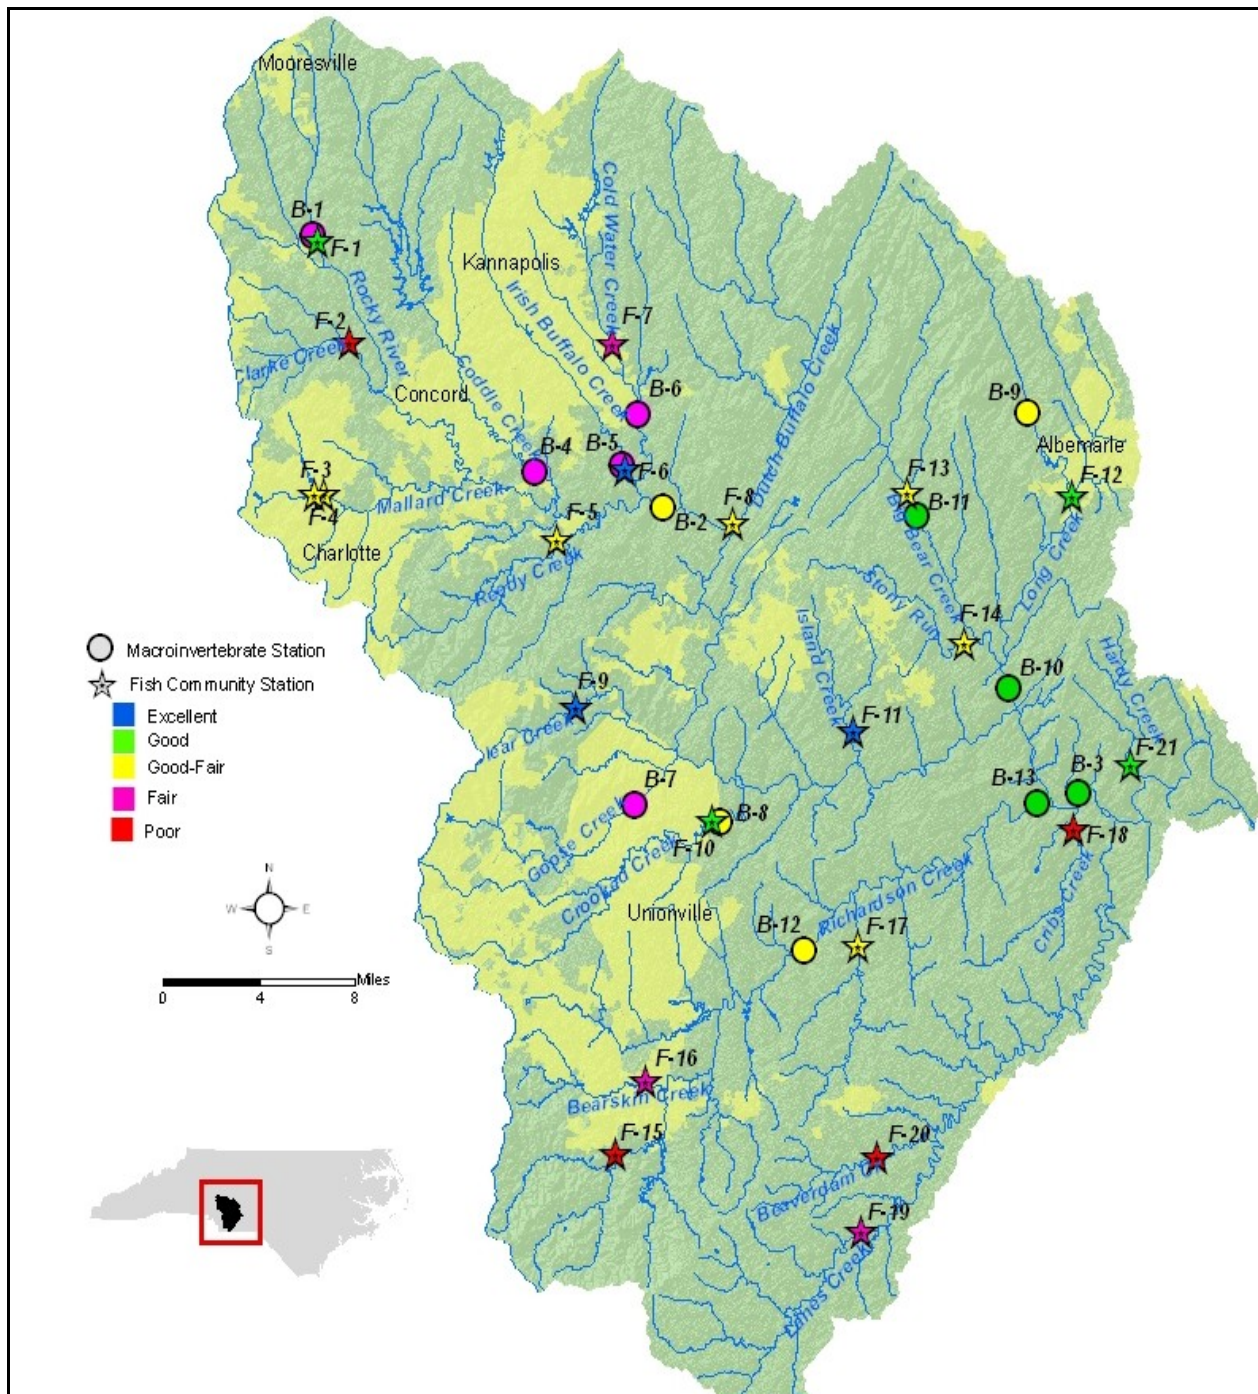 Mooresville
B-1
F-1
Cold Water Creek
Kannapolis
Rocky River
Irish Buffalo Creek
F-2
F-7
Clarke Creek
Coddle Creek
Dutch Buffalo Creek
Concord
B-6
B-9
Albemarle
B-4
B-5
F-6
F-3
F-4
Mallard Creek
F-13
B-11
F-12
F-5
B-2
F-8
Charlotte
Reedy Creek
Big Bear Creek
Long Creek
Stony Run
F-14
Island Creek
Hardy Creek
Macroinvertebrate Station
Fish Community Station
Excellent
Good
Good-Fair
Fair
Poor
F-9
lear Creek
B-10
F-11
F-21
B-7
B-13
B-3
Goose Creek
F-10
B-8
F-18
Crooked Creek
Richardson Creek
Cribs Creek
Unionville
B-12
F-17
N
W
E
S
Miles
0
4
8
F-16
Bearskin Creek
F-15
F-20
Beaverdam Cr
F-19
Lanes Creek